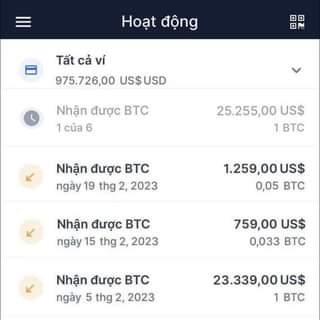 Hoạt động
Tất cả ví
975.726,00 US$USD
Nhận được BTC 25.255,00 US$
1 của 6 1 BTC
Nhận được BTC 1.259,00 US$
ngày 19 thg 2, 2023 0,05 BTC
Nhận được BTC 759,00 US$
ngày 15 thg 2, 2023 0,033 BTC
Nhận được BTC 23.339,00 US$
ngày 5 thg 2, 2023 1 BTC